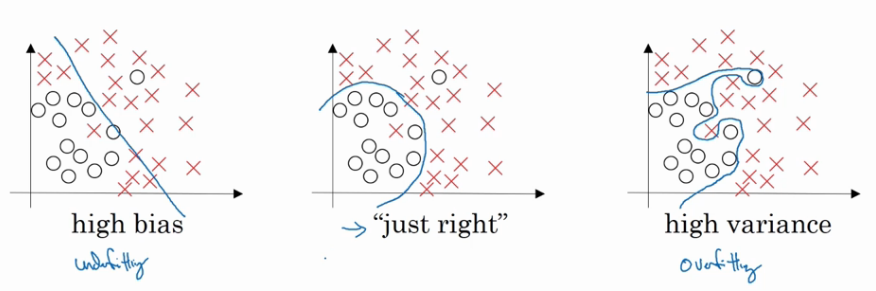 high bias
→ “just right”
high variance
underfitting
overfitting